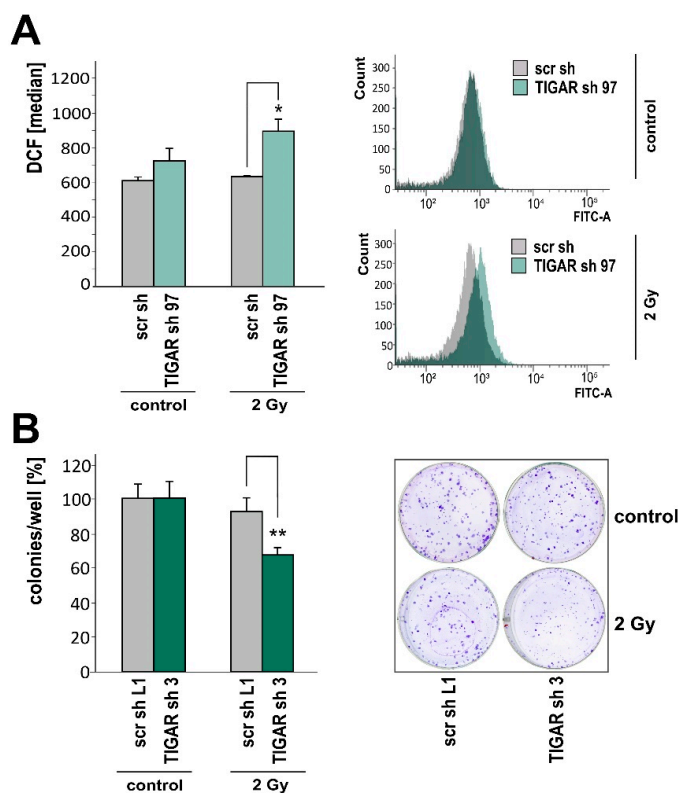 A
DCF [median]
1200
1000
800
600
400
200
0
*
scr sh
TIGAR sh 97
scr sh
TIGAR sh 97
control
2 Gy
Count
300
250
200
150
100
50
0
scr sh
TIGAR sh 97
10² 10³ 10⁴ 10⁵
FITC-A
control
Count
300
250
200
150
100
50
0
scr sh
TIGAR sh 97
10² 10³ 10⁴ 10⁵
FITC-A
2 Gy
B
colonies/well [%]
120
100
80
60
40
20
0
**
scr sh L1
TIGAR sh 3
scr sh L1
TIGAR sh 3
control
2 Gy
control
2 Gy
scr sh L1
TIGAR sh 3